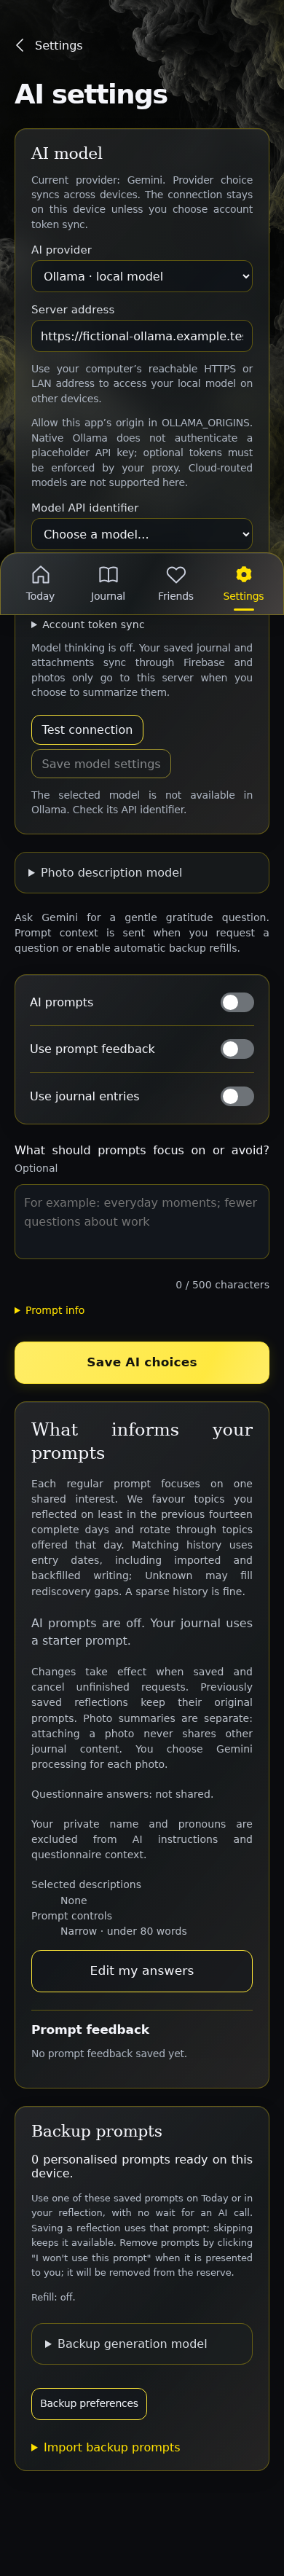 Settings
AI settings
AI model
Current provider: Gemini. Provider choice
syncs across devices. The connection stays
on this device unless you choose account
token sync.
AI provider
Ollama · local model
Server address
https://fictional-ollama.example.te
Use your computer's reachable HTTPS or
LAN address to access your local model on
other devices.
Allow this app's origin in OLLAMA_ORIGINS.
Native Ollama does not authenticate a
placeholder API key; optional tokens must
be enforced by your proxy. Cloud-routed
models are not supported here.
Model API identifier
Choose a model...
Today
Journal
Friends
Settings
Account token sync
Model thinking is off. Your saved journal and
attachments sync through Firebase and
photos only go to this server when you
choose to summarize them.
Test connection
Save model settings
The selected model is not available in
Ollama. Check its API identifier.
Photo description model
Ask Gemini for a gentle gratitude question.
Prompt context is sent when you request a
question or enable automatic backup refills.
AI prompts
Use prompt feedback
Use journal entries
What should prompts focus on or avoid?
Optional
For example: everyday moments; fewer
questions about work
0 / 500 characters
Prompt info
Save AI choices
What informs your
prompts
Each regular prompt focuses on one
shared interest. We favour topics you
reflected on least in the previous fourteen
complete days and rotate through topics
offered that day. Matching history uses
entry dates, including imported and
backfilled writing; Unknown may fill
rediscovery gaps. A sparse history is fine.
AI prompts are off. Your journal uses
a starter prompt.
Changes take effect when saved and
cancel unfinished requests. Previously
saved reflections keep their original
prompts. Photo summaries are separate:
attaching a photo never shares other
journal content. You choose Gemini
processing for each photo.
Questionnaire answers: not shared.
Your private name and pronouns are
excluded from AI instructions and
questionnaire context.
Selected descriptions
None
Prompt controls
Narrow · under 80 words
Edit my answers
Prompt feedback
No prompt feedback saved yet.
Backup prompts
0 personalised prompts ready on this
device.
Use one of these saved prompts on Today or in
your reflection, with no wait for an AI call.
Saving a reflection uses that prompt; skipping
keeps it available. Remove prompts by clicking
"I won't use this prompt" when it is presented
to you; it will be removed from the reserve.
Refill: off.
Backup generation model
Backup preferences
Import backup prompts